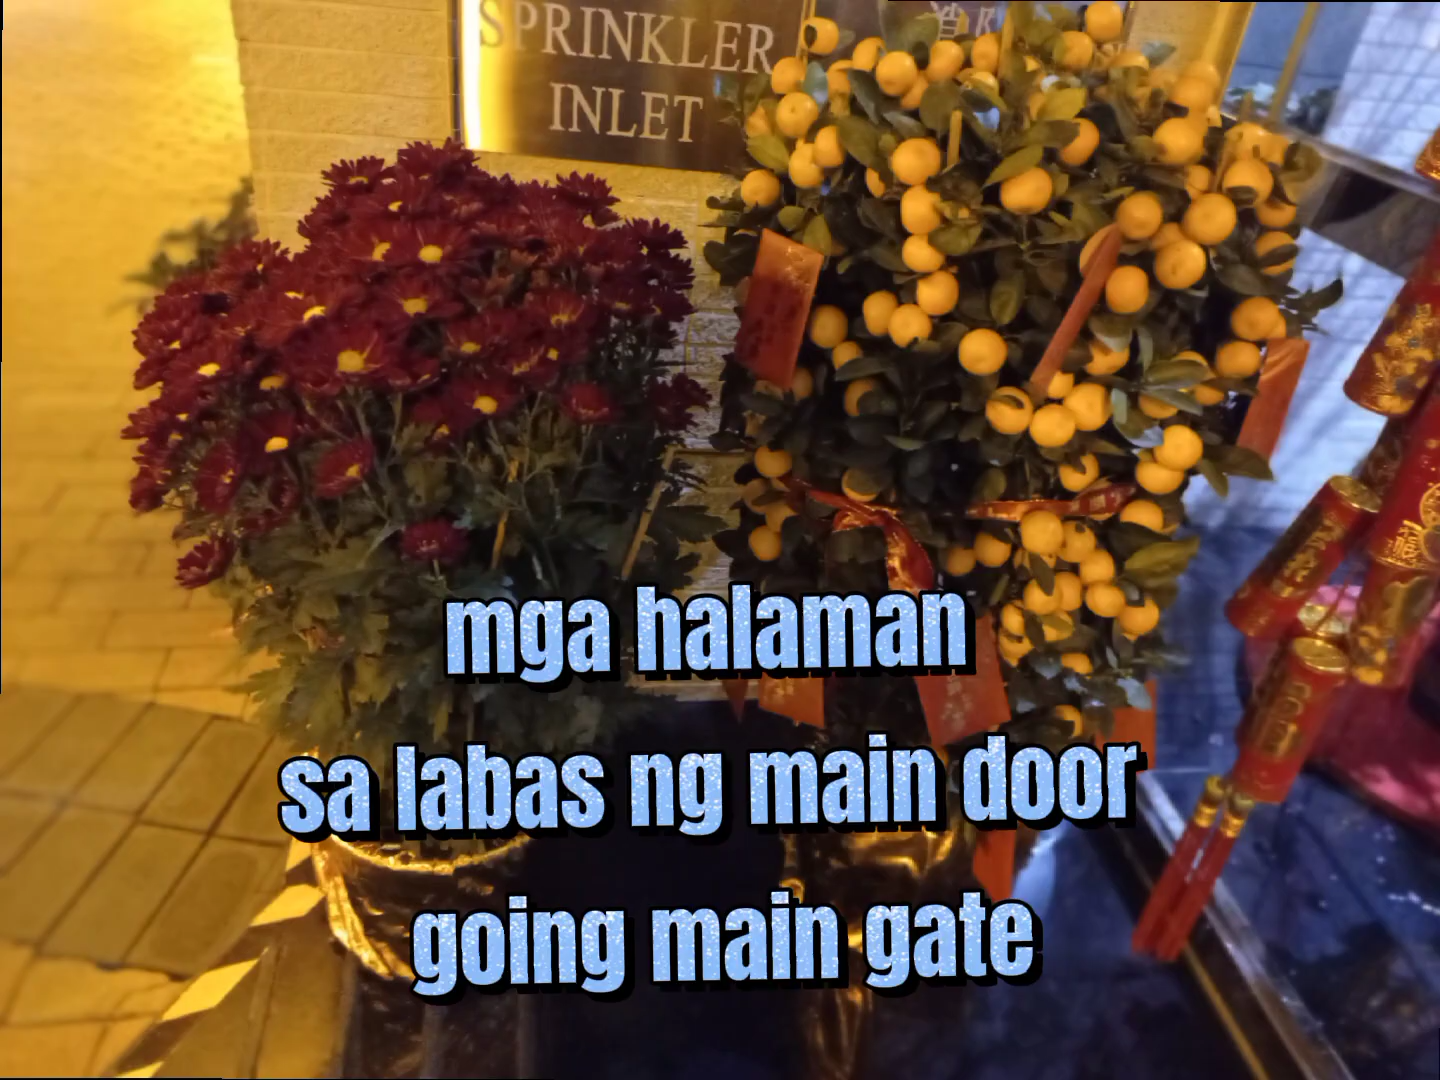 SPRINKLER
INLET
mga halaman
sa labas ng main door
going main gate